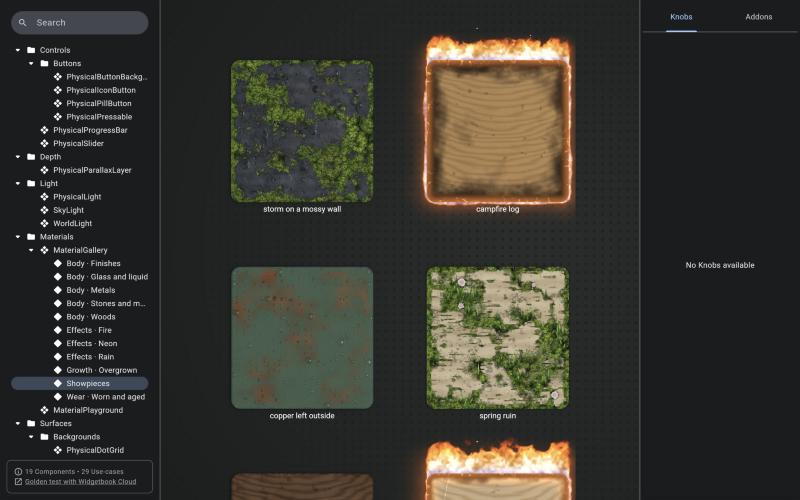 Search
Controls
Buttons
PhysicalButtonBackg...
PhysicalIconButton
PhysicalPillButton
PhysicalPressable
PhysicalProgressBar
PhysicalSlider
Depth
PhysicalParallaxLayer
Light
PhysicalLight
SkyLight
WorldLight
Materials
MaterialGallery
Body · Finishes
Body · Glass and liquid
Body · Metals
Body · Stones and m...
Body · Woods
Effects · Fire
Effects · Neon
Effects · Rain
Growth · Overgrown
Showpieces
Wear · Worn and aged
MaterialPlayground
Surfaces
Backgrounds
PhysicalDotGrid
19 Components • 29 Use-cases
Golden test with Widgetbook Cloud
storm on a mossy wall
campfire log
copper left outside
spring ruin
Knobs
Addons
No Knobs available